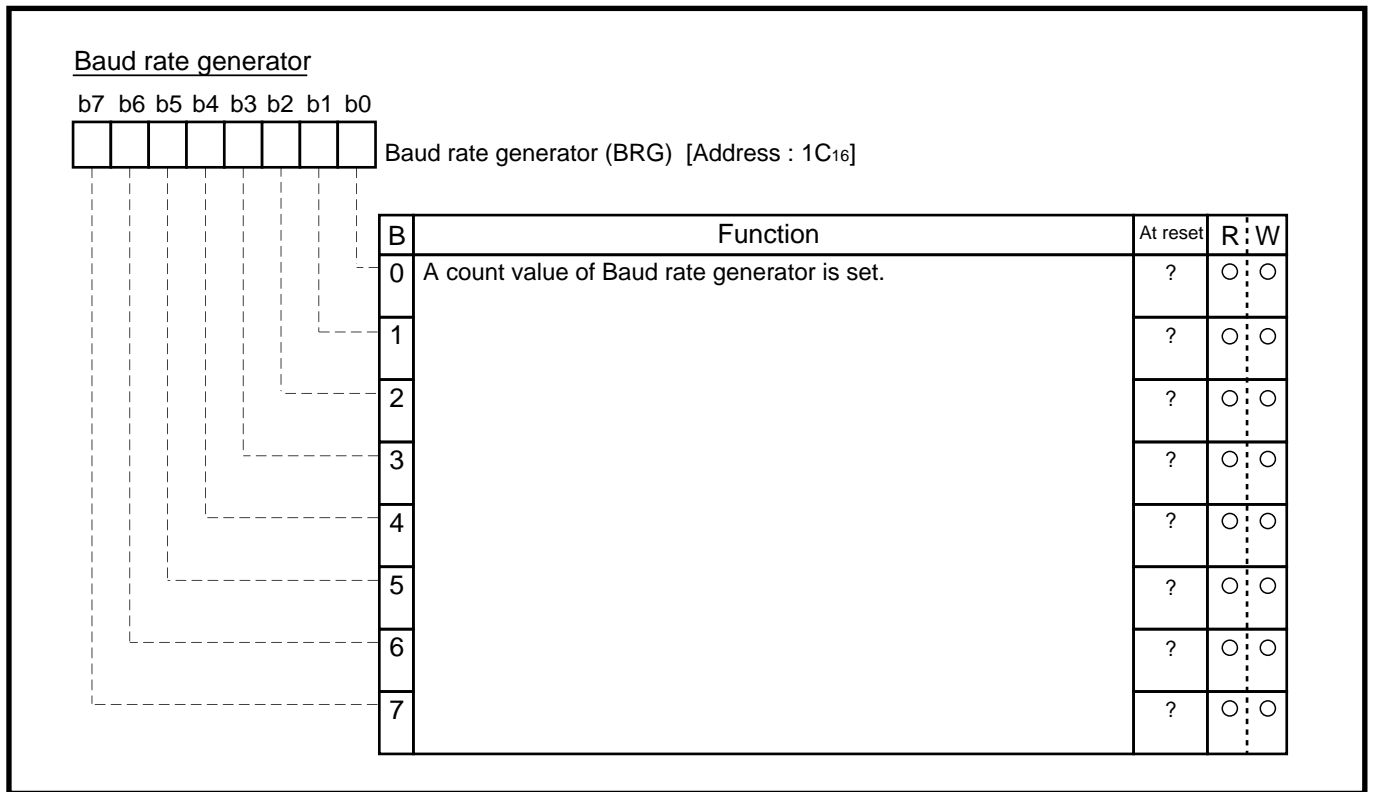 Baud rate generator
b7 b6 b5 b4 b3 b2 b1 b0
Baud rate generator (BRG) [Address : 1C16]
B Function At reset R W
0 A count value of Baud rate generator is set. ? ○ ○
1 ? ○ ○
2 ? ○ ○
3 ? ○ ○
4 ? ○ ○
5 ? ○ ○
6 ? ○ ○
7 ? ○ ○